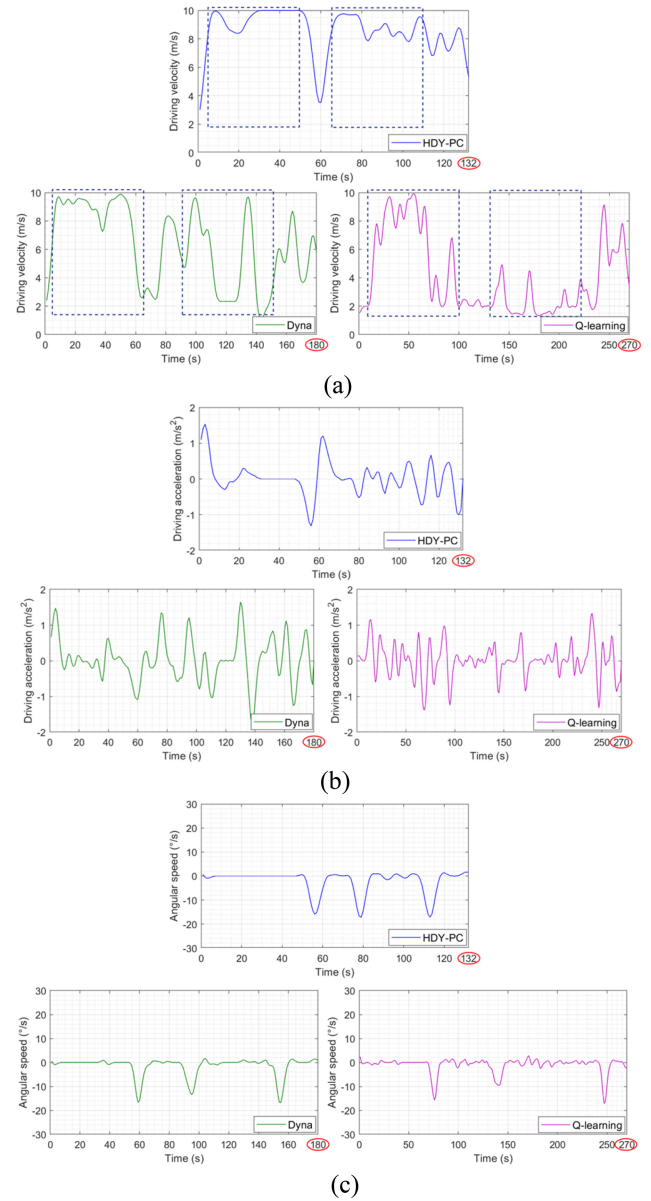 Driving velocity (m/s)
10
8
6
4
2
0
HDY-PC
0 20 40 60 80 100 120 132
Time (s)
Driving velocity (m/s)
10
8
6
4
2
0
Dyna
0 20 40 60 80 100 120 140 160 180
Time (s)
Driving velocity (m/s)
10
8
6
4
2
0
Q-learning
0 50 100 150 200 250 270
Time (s)
(a)
Driving acceleration (m/s²)
2
1
0
-1
-2
HDY-PC
0 20 40 60 80 100 120 132
Time (s)
Driving acceleration (m/s²)
2
1
0
-1
-2
Dyna
0 20 40 60 80 100 120 140 160 180
Time (s)
Driving acceleration (m/s²)
2
1
0
-1
-2
Q-learning
0 50 100 150 200 250 270
Time (s)
(b)
Angular speed (°/s)
30
20
10
0
-10
-20
-30
HDY-PC
0 20 40 60 80 100 120 132
Time (s)
Angular speed (°/s)
30
20
10
0
-10
-20
-30
Dyna
0 20 40 60 80 100 120 140 160 180
Time (s)
Angular speed (°/s)
30
20
10
0
-10
-20
-30
Q-learning
0 50 100 150 200 250 270
Time (s)
(c)